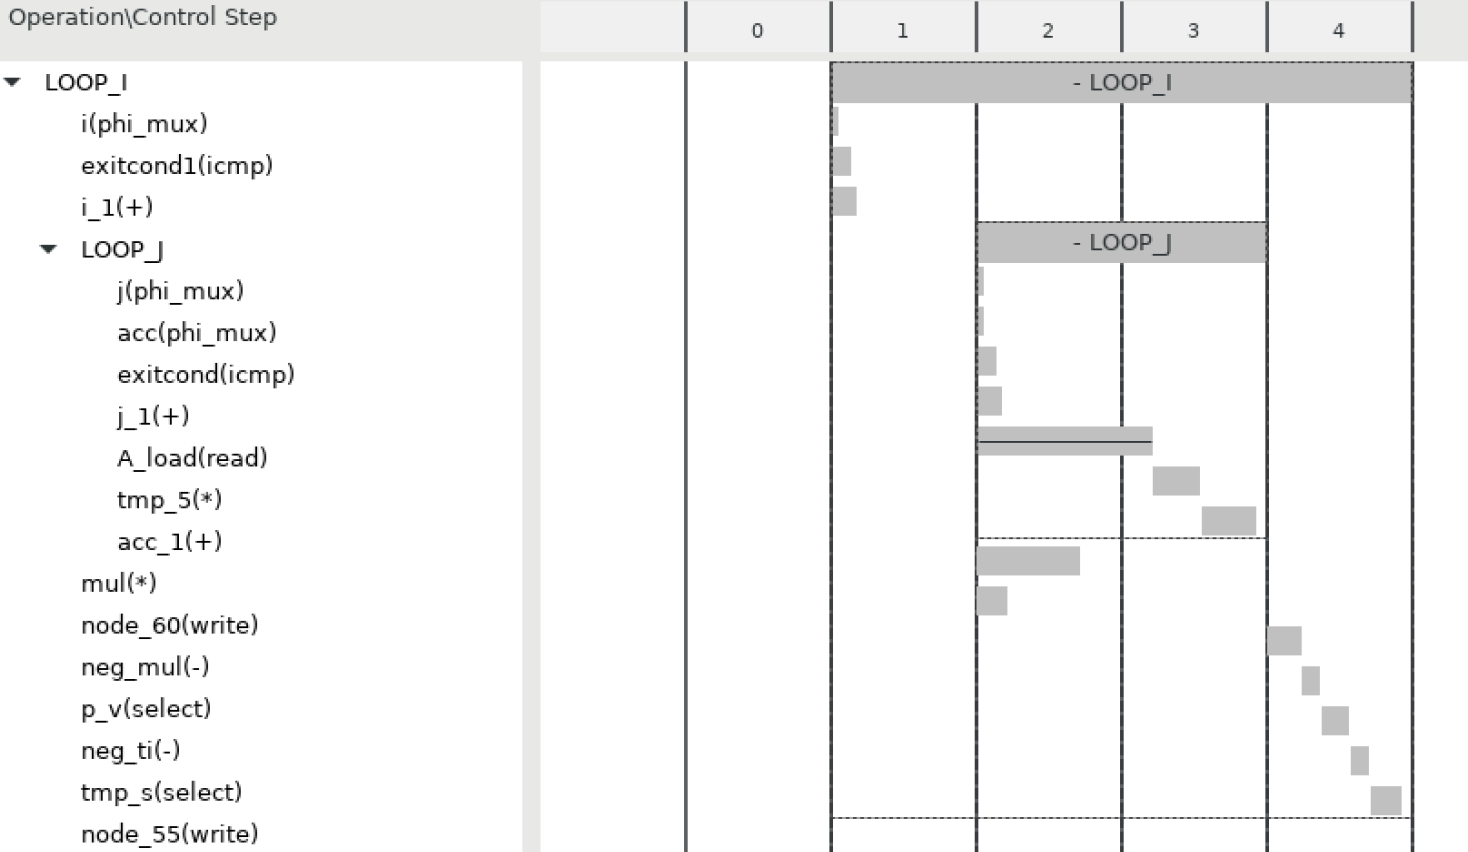 Operation\Control Step
0 1 2 3 4
LOOP_I
- LOOP_I
i(phi_mux)
exitcond1(icmp)
i_1(+)
LOOP_J
- LOOP_J
j(phi_mux)
acc(phi_mux)
exitcond(icmp)
j_1(+)
A_load(read)
tmp_5(*)
acc_1(+)
mul(*)
node_60(write)
neg_mul(-)
p_v(select)
neg_ti(-)
tmp_s(select)
node_55(write)